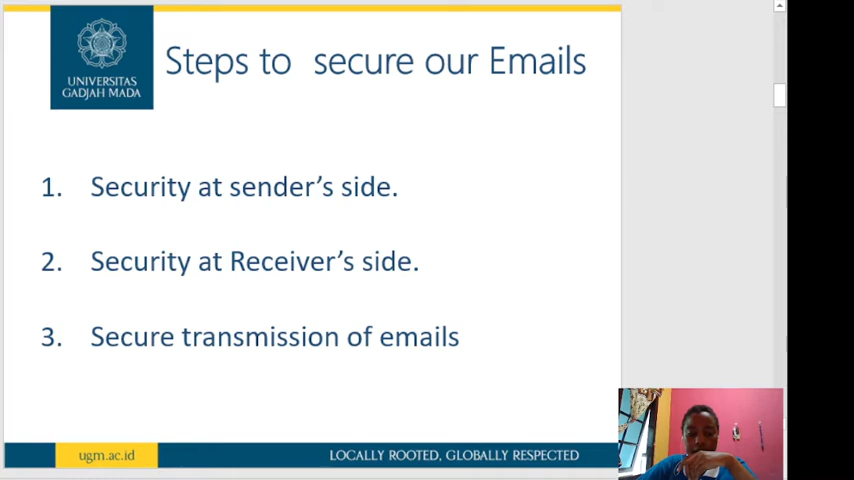 UNIVERSITAS
GADJAH MADA
Steps to secure our Emails
1. Security at sender's side.
2. Security at Receiver's side.
3. Secure transmission of emails
ugm.ac.id
LOCALLY ROOTED, GLOBALLY RESPECTED